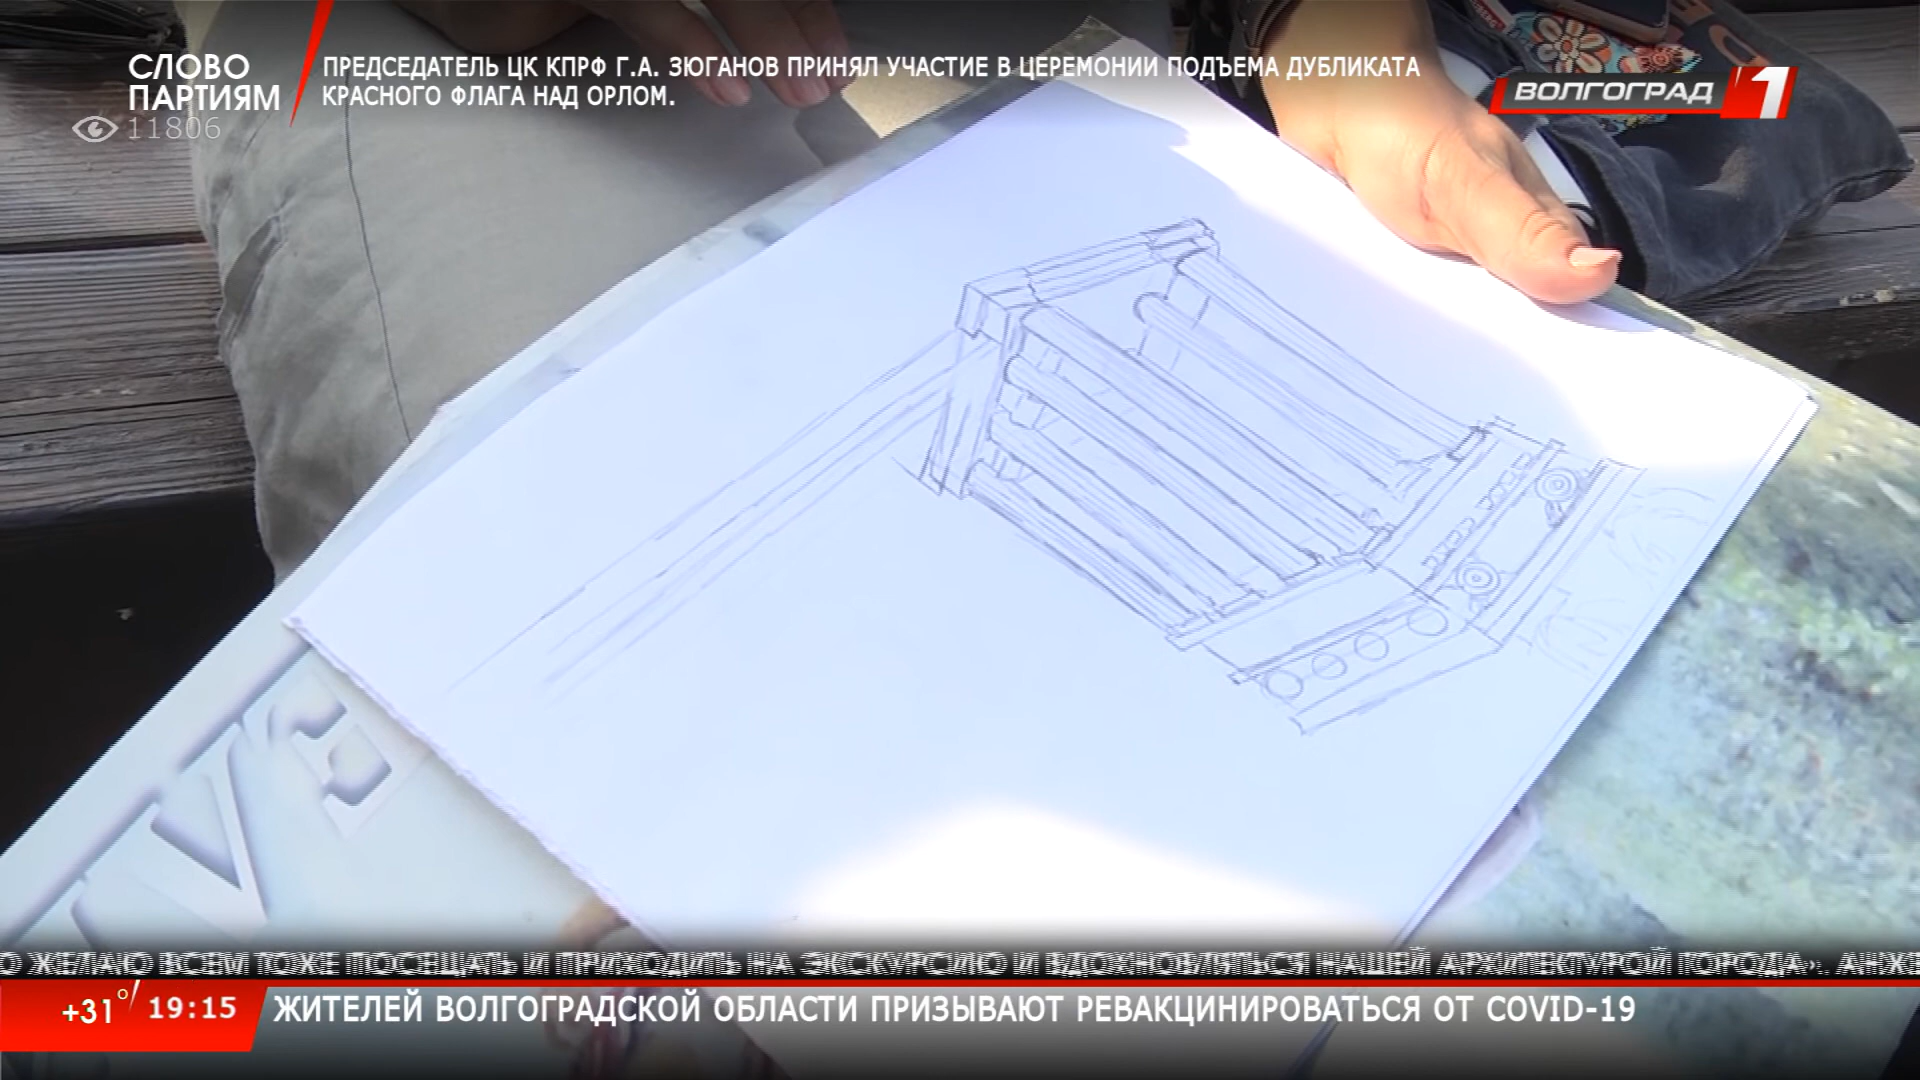 СЛОВО
ПАРТИЯМ
11806
ПРЕДСЕДАТЕЛЬ ЦК КПРФ Г.А. ЗЮГАНОВ ПРИНЯЛ УЧАСТИЕ В ЦЕРЕМОНИИ ПОДЪЕМА ДУБЛИКАТА
КРАСНОГО ФЛАГА НАД ОРЛОМ.
ВОЛГОГРАД 1
О ЖЕЛАЮ ВСЕМ ТОЖЕ ПОСЕЩАТЬ И ПРИХОДИТЬ НА ЭКСКУРСИЮ И ВДОХНОВЛЯТЬСЯ НАШЕЙ АРХИТЕКТУРОЙ ГОРОДА». АНЖЕ
+31° 19:15
ЖИТЕЛЕЙ ВОЛГОГРАДСКОЙ ОБЛАСТИ ПРИЗЫВАЮТ РЕВАКЦИНИРОВАТЬСЯ ОТ COVID-19